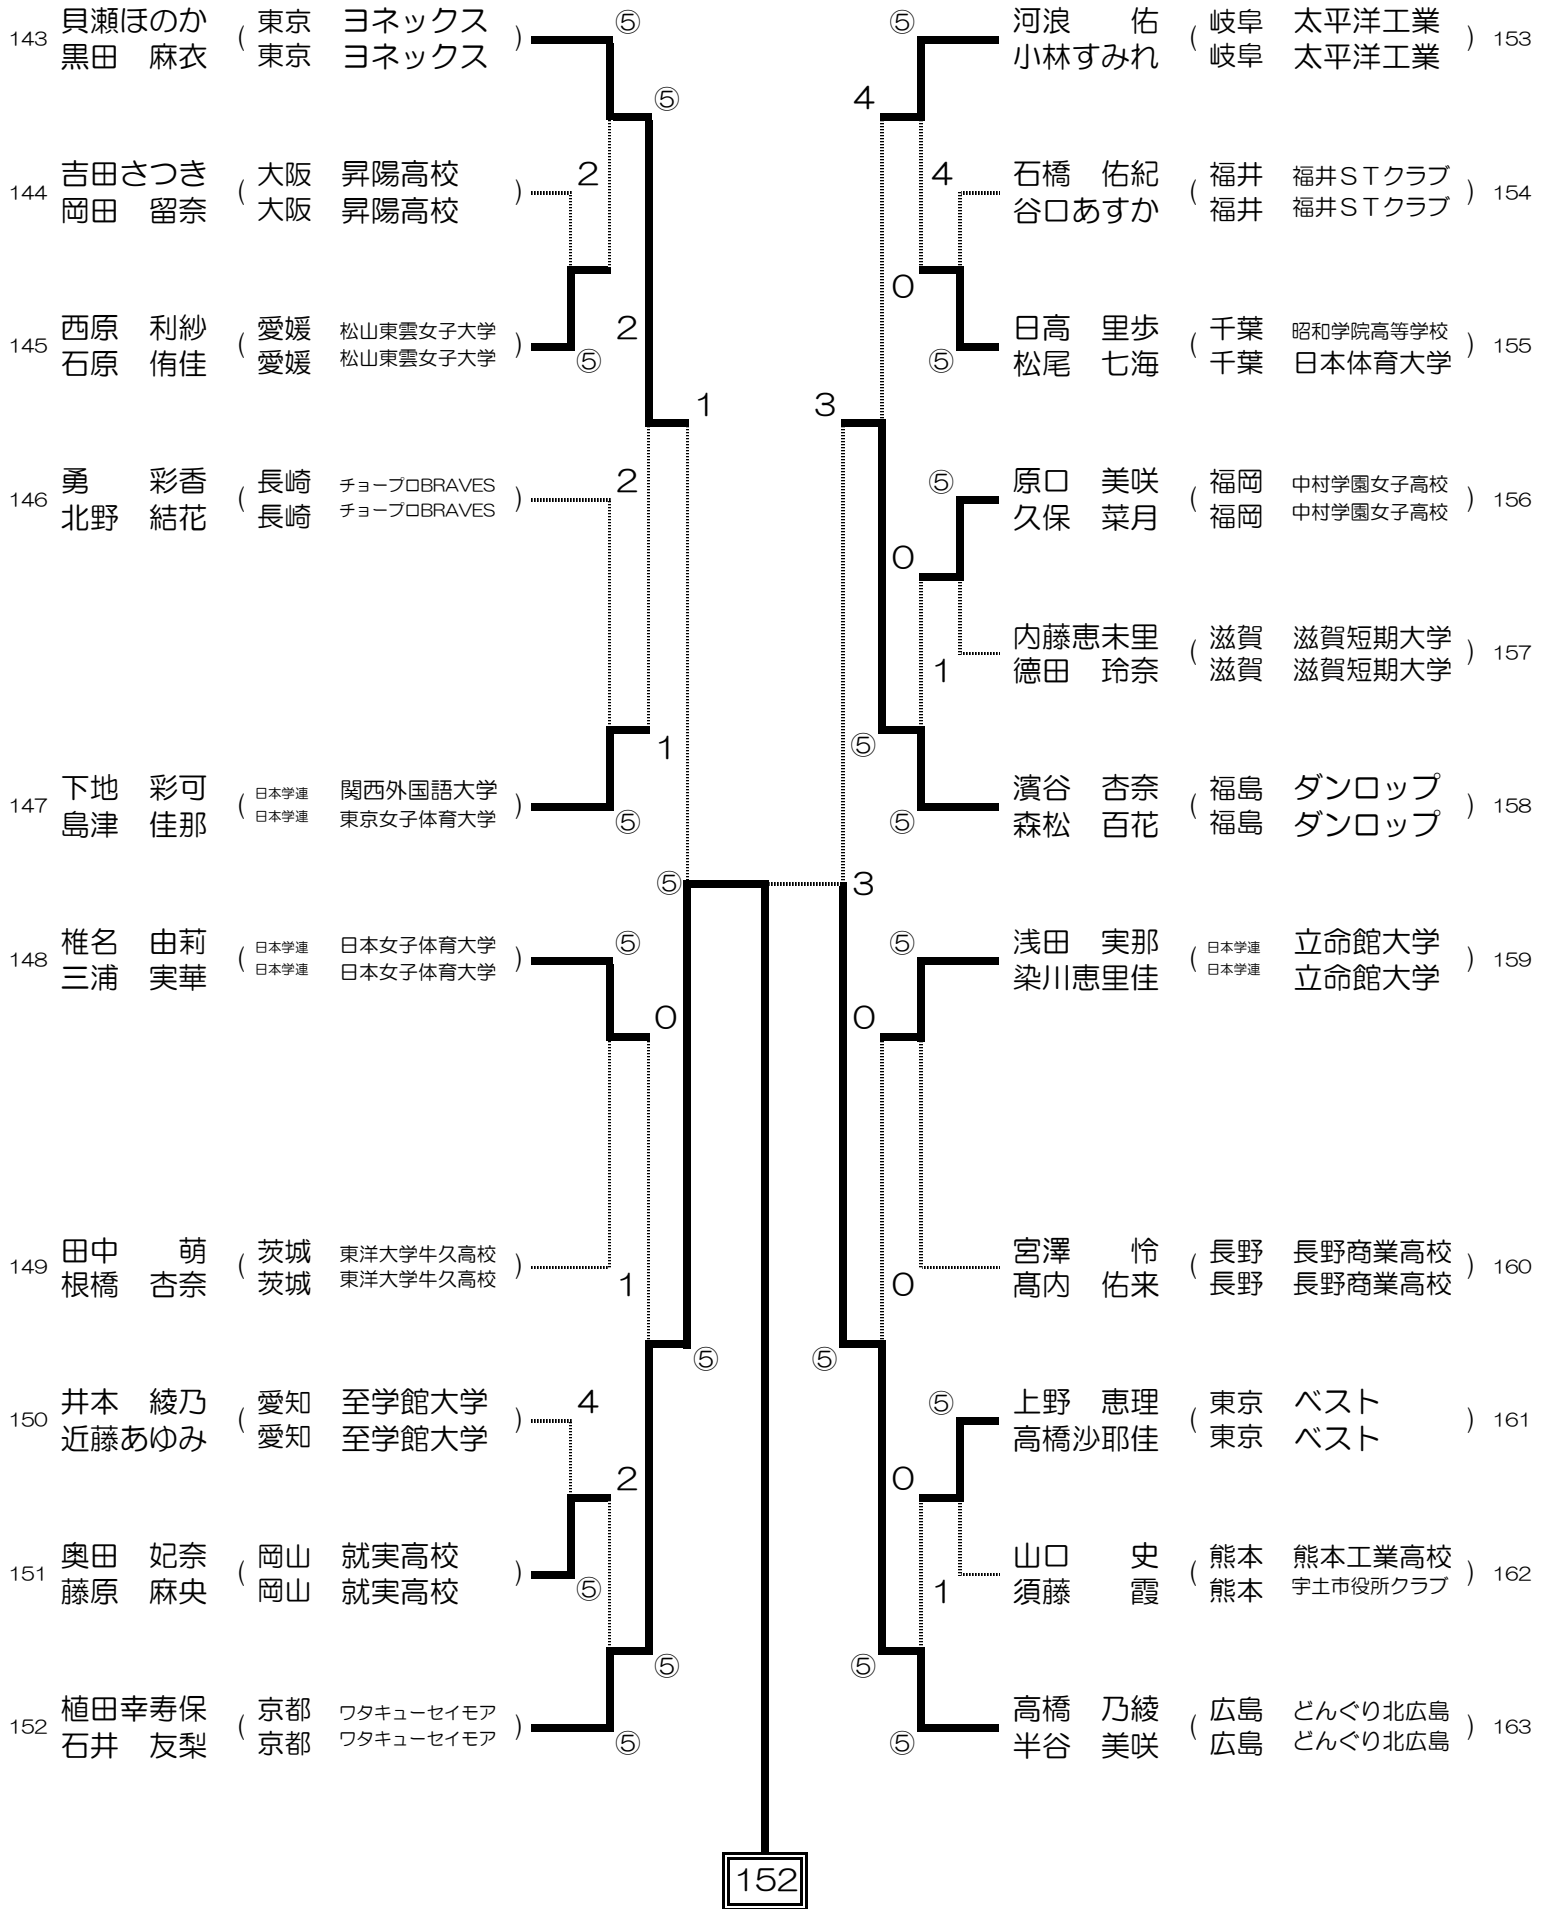 143 貝瀬ほのか ( 東京 ヨネックス )
黒田 麻衣 東京 ヨネックス
⑤
⑤
144 吉田さつき ( 大阪 昇陽高校 ) 2
岡田 留奈 大阪 昇陽高校
145 西原 利紗 ( 愛媛 松山東雲女子大学 ) 2
石原 侑佳 愛媛 松山東雲女子大学 ⑤
1
146 勇 彩香 ( 長崎 チョープロBRAVES ) 2
北野 結花 長崎 チョープロBRAVES
1
147 下地 彩可 ( 日本学連 関西外国語大学 )
島津 佳那 日本学連 東京女子体育大学 ⑤
⑤
148 椎名 由莉 ( 日本学連 日本女子体育大学 ) ⑤
三浦 実華 日本学連 日本女子体育大学
0
149 田中 萌 ( 茨城 東洋大学牛久高校 )
根橋 杏奈 茨城 東洋大学牛久高校 1
⑤
150 井本 綾乃 ( 愛知 至学館大学 ) 4
近藤あゆみ 愛知 至学館大学
2
151 奥田 妃奈 ( 岡山 就実高校 )
藤原 麻央 岡山 就実高校 ⑤
⑤
152 植田幸寿保 ( 京都 ワタキューセイモア )
石井 友梨 京都 ワタキューセイモア ⑤
⑤ 河浪 佑 ( 岐阜 太平洋工業 ) 153
小林すみれ 岐阜 太平洋工業
4
4 石橋 佑紀 ( 福井 福井STクラブ ) 154
谷口あすか 福井 福井STクラブ
0
日高 里歩 ( 千葉 昭和学院高等学校 ) 155
⑤ 松尾 七海 千葉 日本体育大学
3
⑤ 原口 美咲 ( 福岡 中村学園女子高校 ) 156
久保 菜月 福岡 中村学園女子高校
0
内藤恵未里 ( 滋賀 滋賀短期大学 ) 157
1 德田 玲奈 滋賀 滋賀短期大学
⑤
濱谷 杏奈 ( 福島 ダンロップ ) 158
⑤ 森松 百花 福島 ダンロップ
3
⑤ 浅田 実那 ( 日本学連 立命館大学 ) 159
染川恵里佳 日本学連 立命館大学
0
宮澤 怜 ( 長野 長野商業高校 ) 160
0 髙内 佑来 長野 長野商業高校
⑤
⑤ 上野 恵理 ( 東京 ベスト ) 161
高橋沙耶佳 東京 ベスト
0
山口 史 ( 熊本 熊本工業高校 ) 162
1 須藤 霞 熊本 宇土市役所クラブ
⑤
高橋 乃綾 ( 広島 どんぐり北広島 ) 163
⑤ 半谷 美咲 広島 どんぐり北広島
152